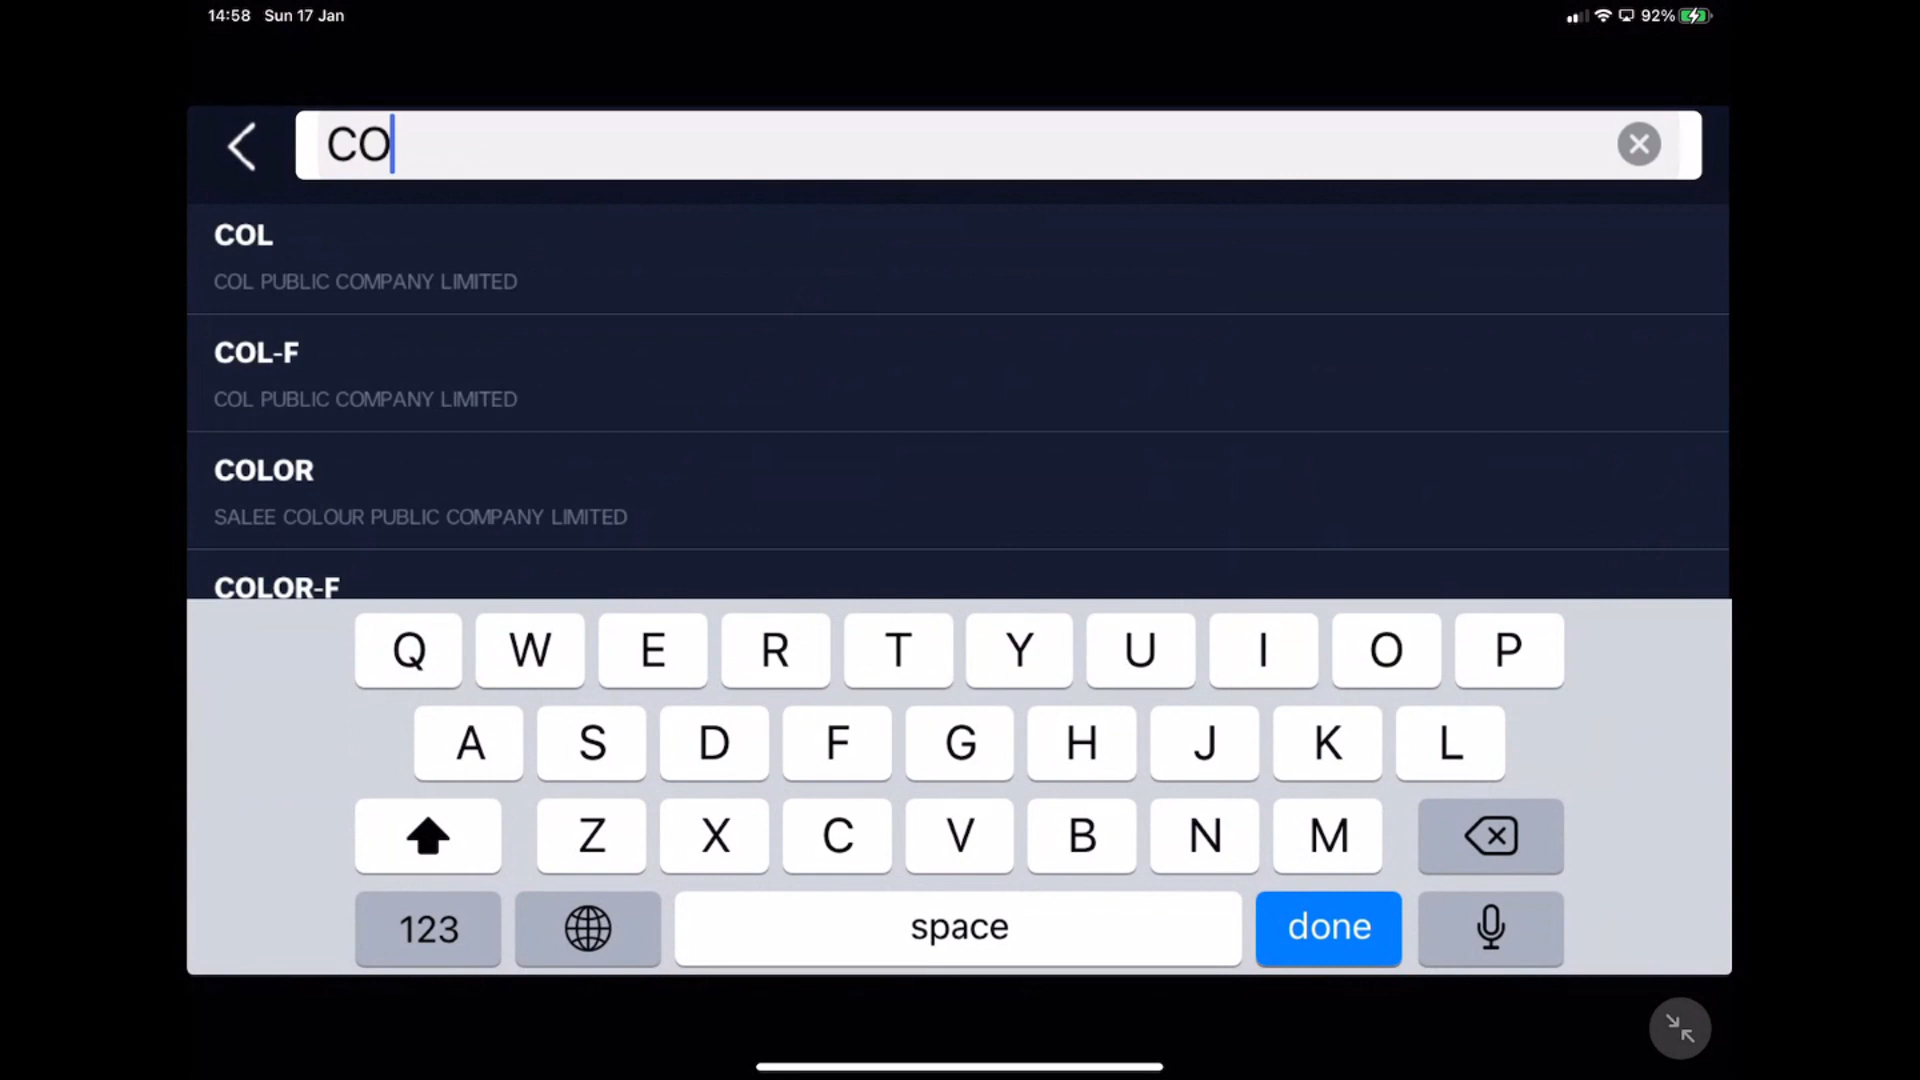 14:58 Sun 17 Jan 92%
CO
COL
COL PUBLIC COMPANY LIMITED
COL-F
COL PUBLIC COMPANY LIMITED
COLOR
SALEE COLOUR PUBLIC COMPANY LIMITED
COLOR-F
Q W E R T Y U I O P
A S D F G H J K L
Z X C V B N M
123 space done